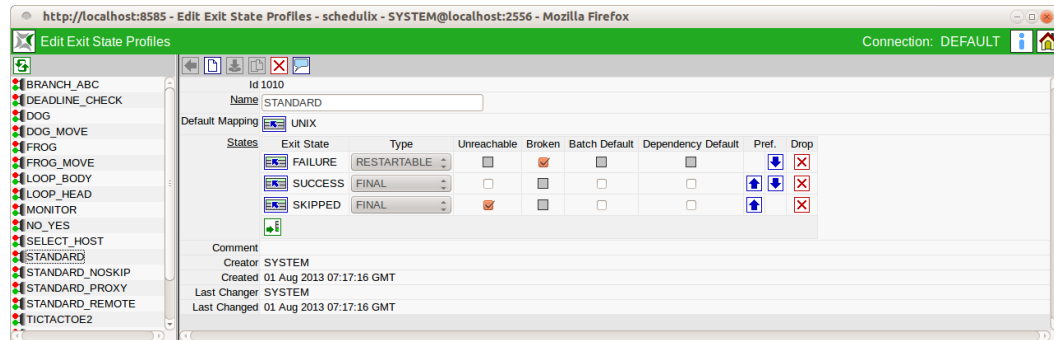 http://localhost:8585 - Edit Exit State Profiles - schedulix - SYSTEM@localhost:2556 - Mozilla Firefox
Edit Exit State Profiles
Connection: DEFAULT
BRANCH_ABC
DEADLINE_CHECK
DOG
DOG_MOVE
FROG
FROG_MOVE
LOOP_BODY
LOOP_HEAD
MONITOR
NO_YES
SELECT_HOST
STANDARD
STANDARD_NOSKIP
STANDARD_PROXY
STANDARD_REMOTE
TICTACTOE2
Id 1010
Name STANDARD
Default Mapping UNIX
States Exit State Type Unreachable Broken Batch Default Dependency Default Pref. Drop
FAILURE RESTARTABLE
SUCCESS FINAL
SKIPPED FINAL
Comment
Creator SYSTEM
Created 01 Aug 2013 07:17:16 GMT
Last Changer SYSTEM
Last Changed 01 Aug 2013 07:17:16 GMT